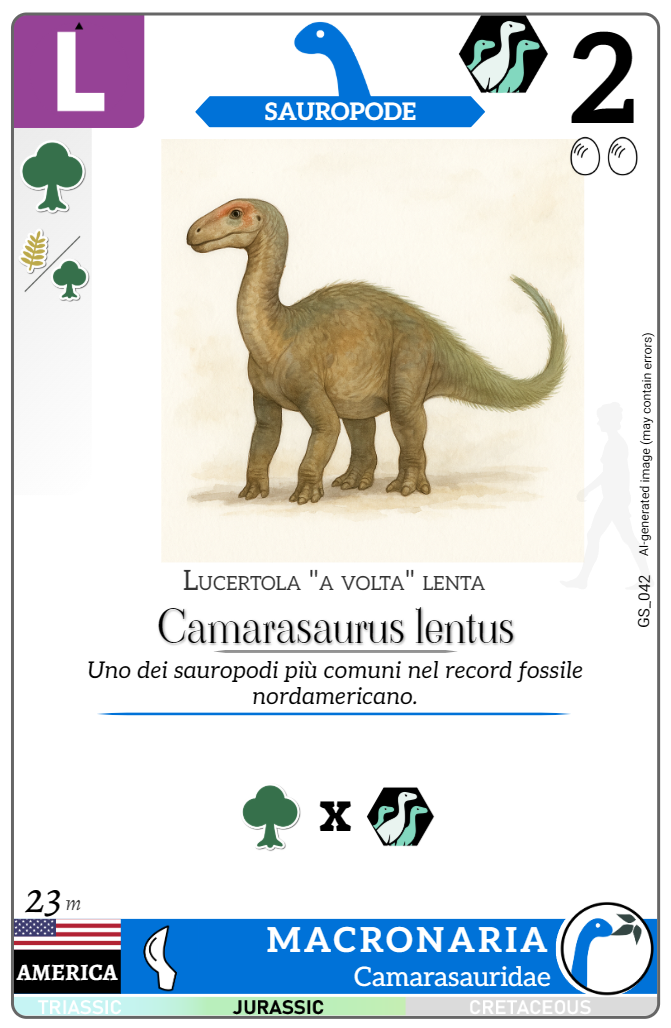 L
SAUROPODE
2
LUCERTOLA "A VOLTA" LENTA
Camarasaurus lentus
Uno dei sauropodi più comuni nel record fossile
nordamericano.
x
23 m
AMERICA
MACRONARIA
Camarasauridae
TRIASSIC
JURASSIC
CRETACEOUS
GS_042
AI-generated image (may contain errors)